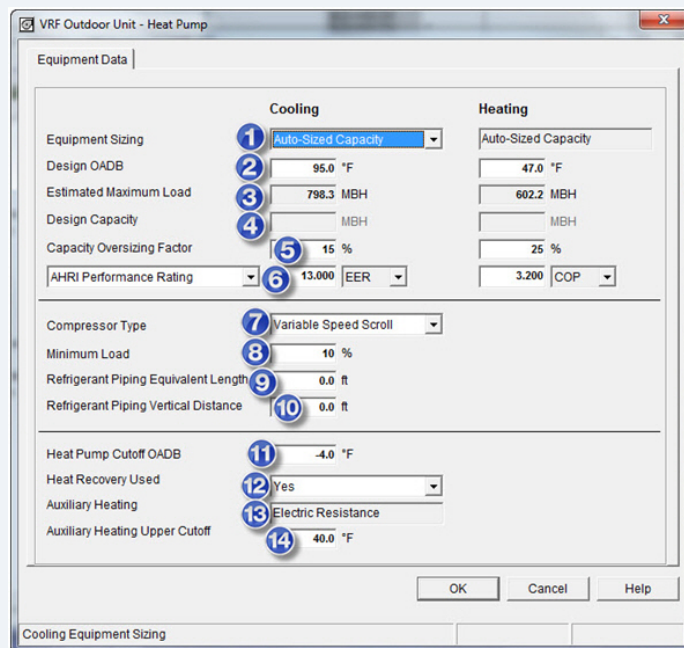 VRF Outdoor Unit - Heat Pump
X
Equipment Data
Cooling Heating
Equipment Sizing 1 Auto-Sized Capacity Auto-Sized Capacity
Design OADB 2 95.0 °F 47.0 °F
Estimated Maximum Load 3 798.3 MBH 602.2 MBH
Design Capacity 4 MBH MBH
Capacity Oversizing Factor 5 15 % 25 %
AHRI Performance Rating 6 13.000 EER 3.200 COP
Compressor Type 7 Variable Speed Scroll
Minimum Load 8 10 %
Refrigerant Piping Equivalent Length 9 0.0 ft
Refrigerant Piping Vertical Distance 10 0.0 ft
Heat Pump Cutoff OADB 11 -4.0 °F
Heat Recovery Used 12 Yes
Auxiliary Heating 13 Electric Resistance
Auxiliary Heating Upper Cutoff 14 40.0 °F
OK Cancel Help
Cooling Equipment Sizing